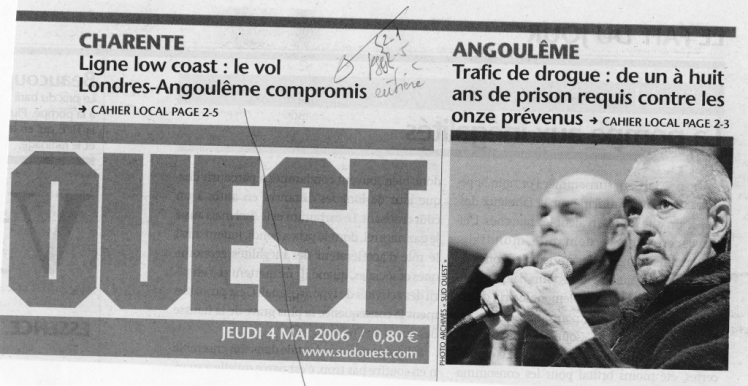 CHARENTE
Ligne low coast : le vol
Londres-Angoulême compromis
➔ CAHIER LOCAL PAGE 2-5
entière
ANGOULÊME
Trafic de drogue : de un à huit
ans de prison requis contre les
onze prévenus ➔ CAHIER LOCAL PAGE 2-3
OUEST
JEUDI 4 MAI 2006 / 0,80 €
www.sudouest.com
PHOTO ARCHIVES « SUD OUEST »